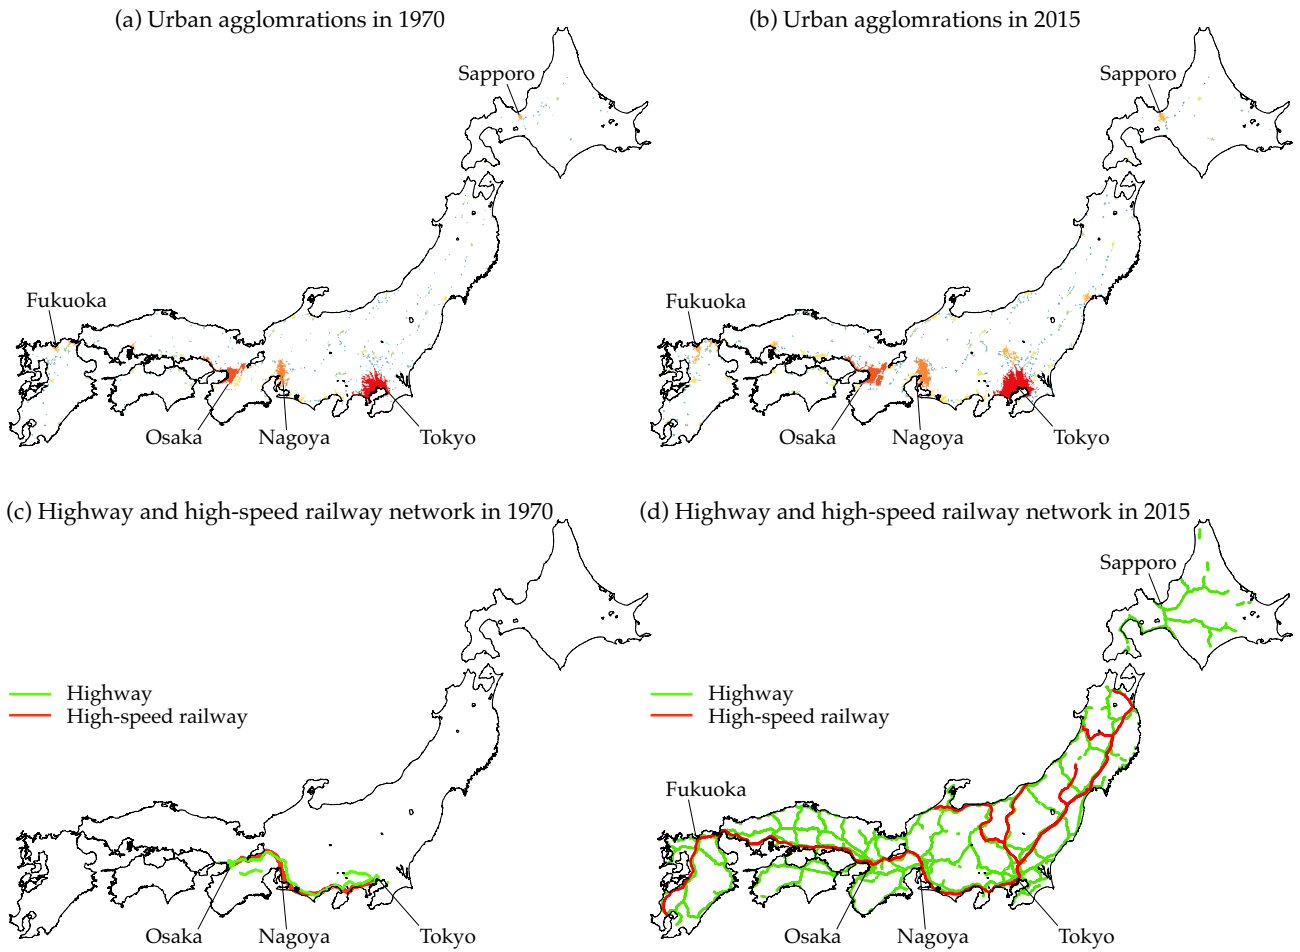 (a) Urban agglomrations in 1970
(b) Urban agglomrations in 2015
Sapporo
Sapporo
Fukuoka
Fukuoka
Osaka
Nagoya
Tokyo
Osaka
Nagoya
Tokyo
(c) Highway and high-speed railway network in 1970
(d) Highway and high-speed railway network in 2015
Sapporo
Highway
High-speed railway
Highway
High-speed railway
Fukuoka
Osaka
Nagoya
Tokyo
Osaka
Nagoya
Tokyo